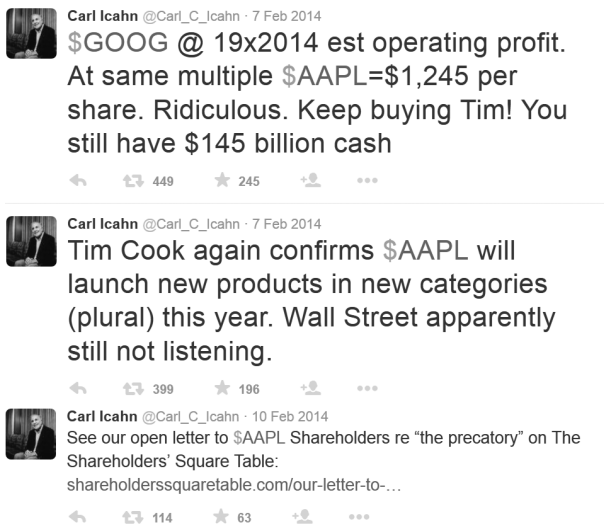 Carl Icahn @Carl_C_Icahn · 7 Feb 2014
$GOOG @ 19x2014 est operating profit.
At same multiple $AAPL=$1,245 per
share. Ridiculous. Keep buying Tim! You
still have $145 billion cash
449 245
Carl Icahn @Carl_C_Icahn · 7 Feb 2014
Tim Cook again confirms $AAPL will
launch new products in new categories
(plural) this year. Wall Street apparently
still not listening.
399 196
Carl Icahn @Carl_C_Icahn · 10 Feb 2014
See our open letter to $AAPL Shareholders re “the precatory” on The
Shareholders’ Square Table:
shareholderssquaretable.com/our-letter-to-…
114 63